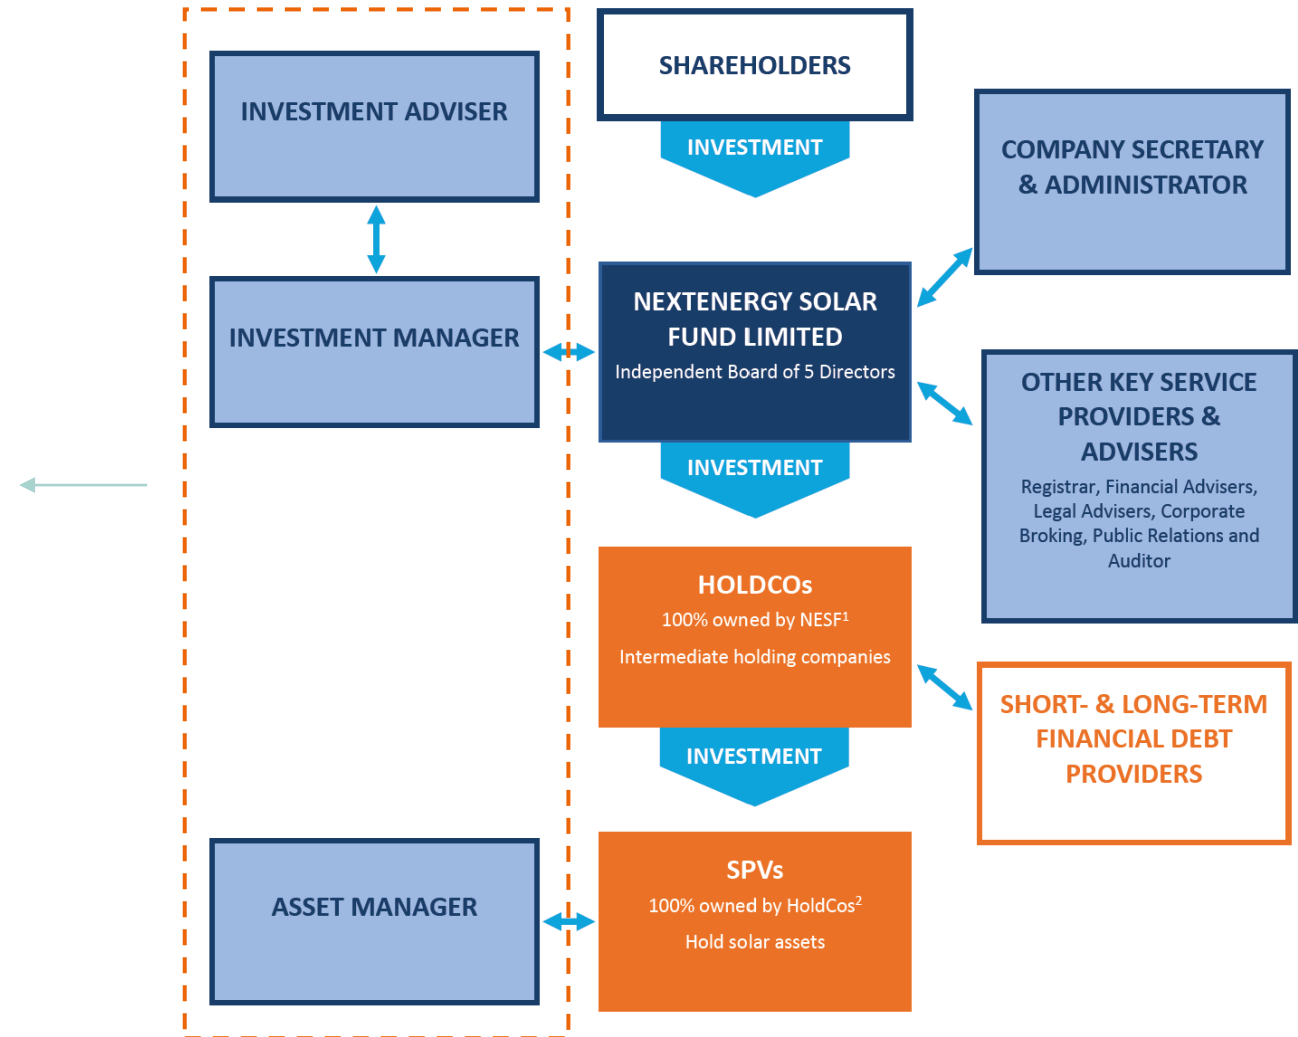 INVESTMENT ADVISER
INVESTMENT MANAGER
ASSET MANAGER
SHAREHOLDERS
INVESTMENT
NEXTENERGY SOLAR
FUND LIMITED
Independent Board of 5 Directors
INVESTMENT
HOLDCOs
100% owned by NESF¹
Intermediate holding companies
INVESTMENT
SPVs
100% owned by HoldCos²
Hold solar assets
COMPANY SECRETARY
& ADMINISTRATOR
OTHER KEY SERVICE
PROVIDERS &
ADVISERS
Registrar, Financial Advisers,
Legal Advisers, Corporate
Broking, Public Relations and
Auditor
SHORT- & LONG-TERM
FINANCIAL DEBT
PROVIDERS